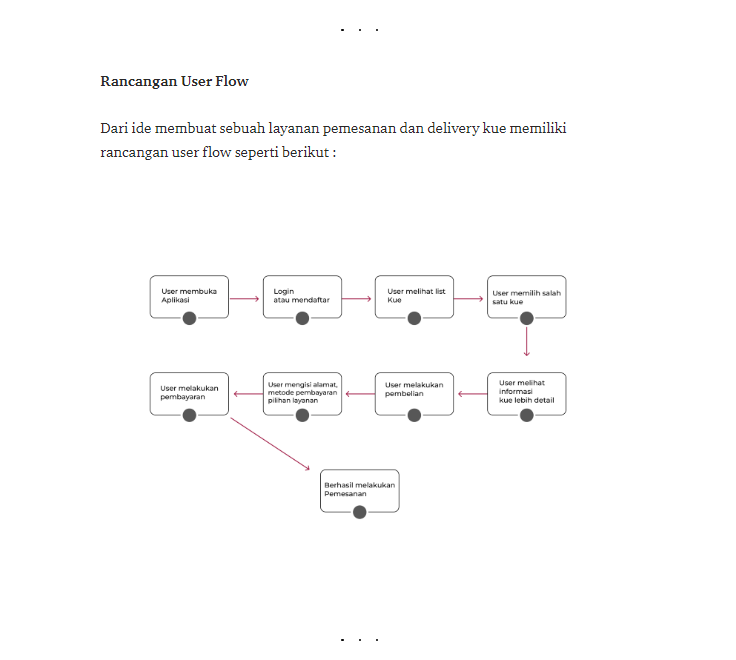 Rancangan User Flow
Dari ide membuat sebuah layanan pemesanan dan delivery kue memiliki
rancangan user flow seperti berikut :
User membuka
Aplikasi
Login
atau mendaftar
User melihat list
Kue
User memilih salah
satu kue
User melihat
informasi
kue lebih detail
User melakukan
pembelian
User mengisi alamat,
metode pembayaran
pilihan layanan
User melakukan
pembayaran
Berhasil melakukan
Pemesanan